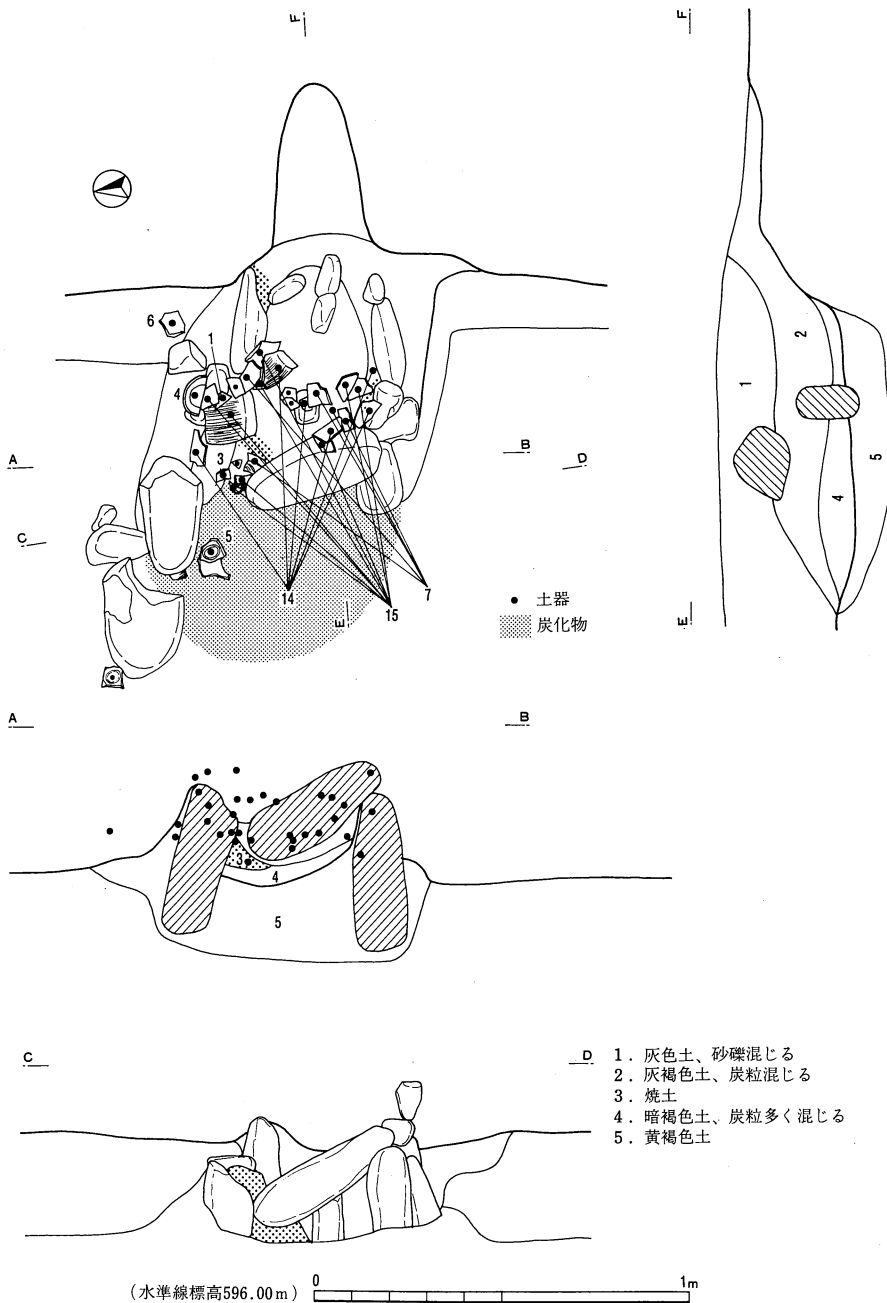 F
F
6
1
4
3
5
A
B
C
D
14
15
7
E
● 土器
炭化物
1
2
4
5
E
A
B
3
4
5
C
D
1．灰色土、砂礫混じる
2．灰褐色土、炭粒混じる
3．焼土
4．暗褐色土、炭粒多く混じる
5．黄褐色土
(水準線標高596.00m)
0
1m